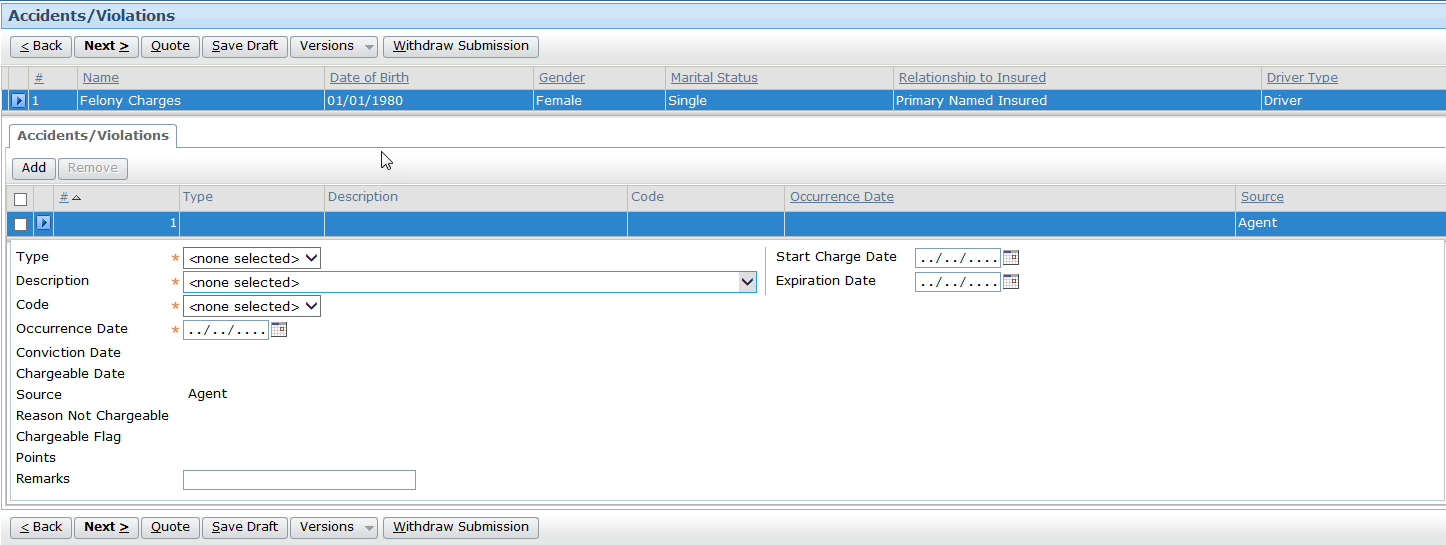 Accidents/Violations
< Back Next > Quote Save Draft Versions Withdraw Submission
# Name Date of Birth Gender Marital Status Relationship to Insured Driver Type
1 Felony Charges 01/01/1980 Female Single Primary Named Insured Driver
Accidents/Violations
Add Remove
# Type Description Code Occurrence Date Source
1 Agent
Type * <none selected> Start Charge Date ../../....
Description * <none selected> Expiration Date ../../....
Code * <none selected>
Occurrence Date * ../../....
Conviction Date
Chargeable Date
Source Agent
Reason Not Chargeable
Chargeable Flag
Points
Remarks
< Back Next > Quote Save Draft Versions Withdraw Submission